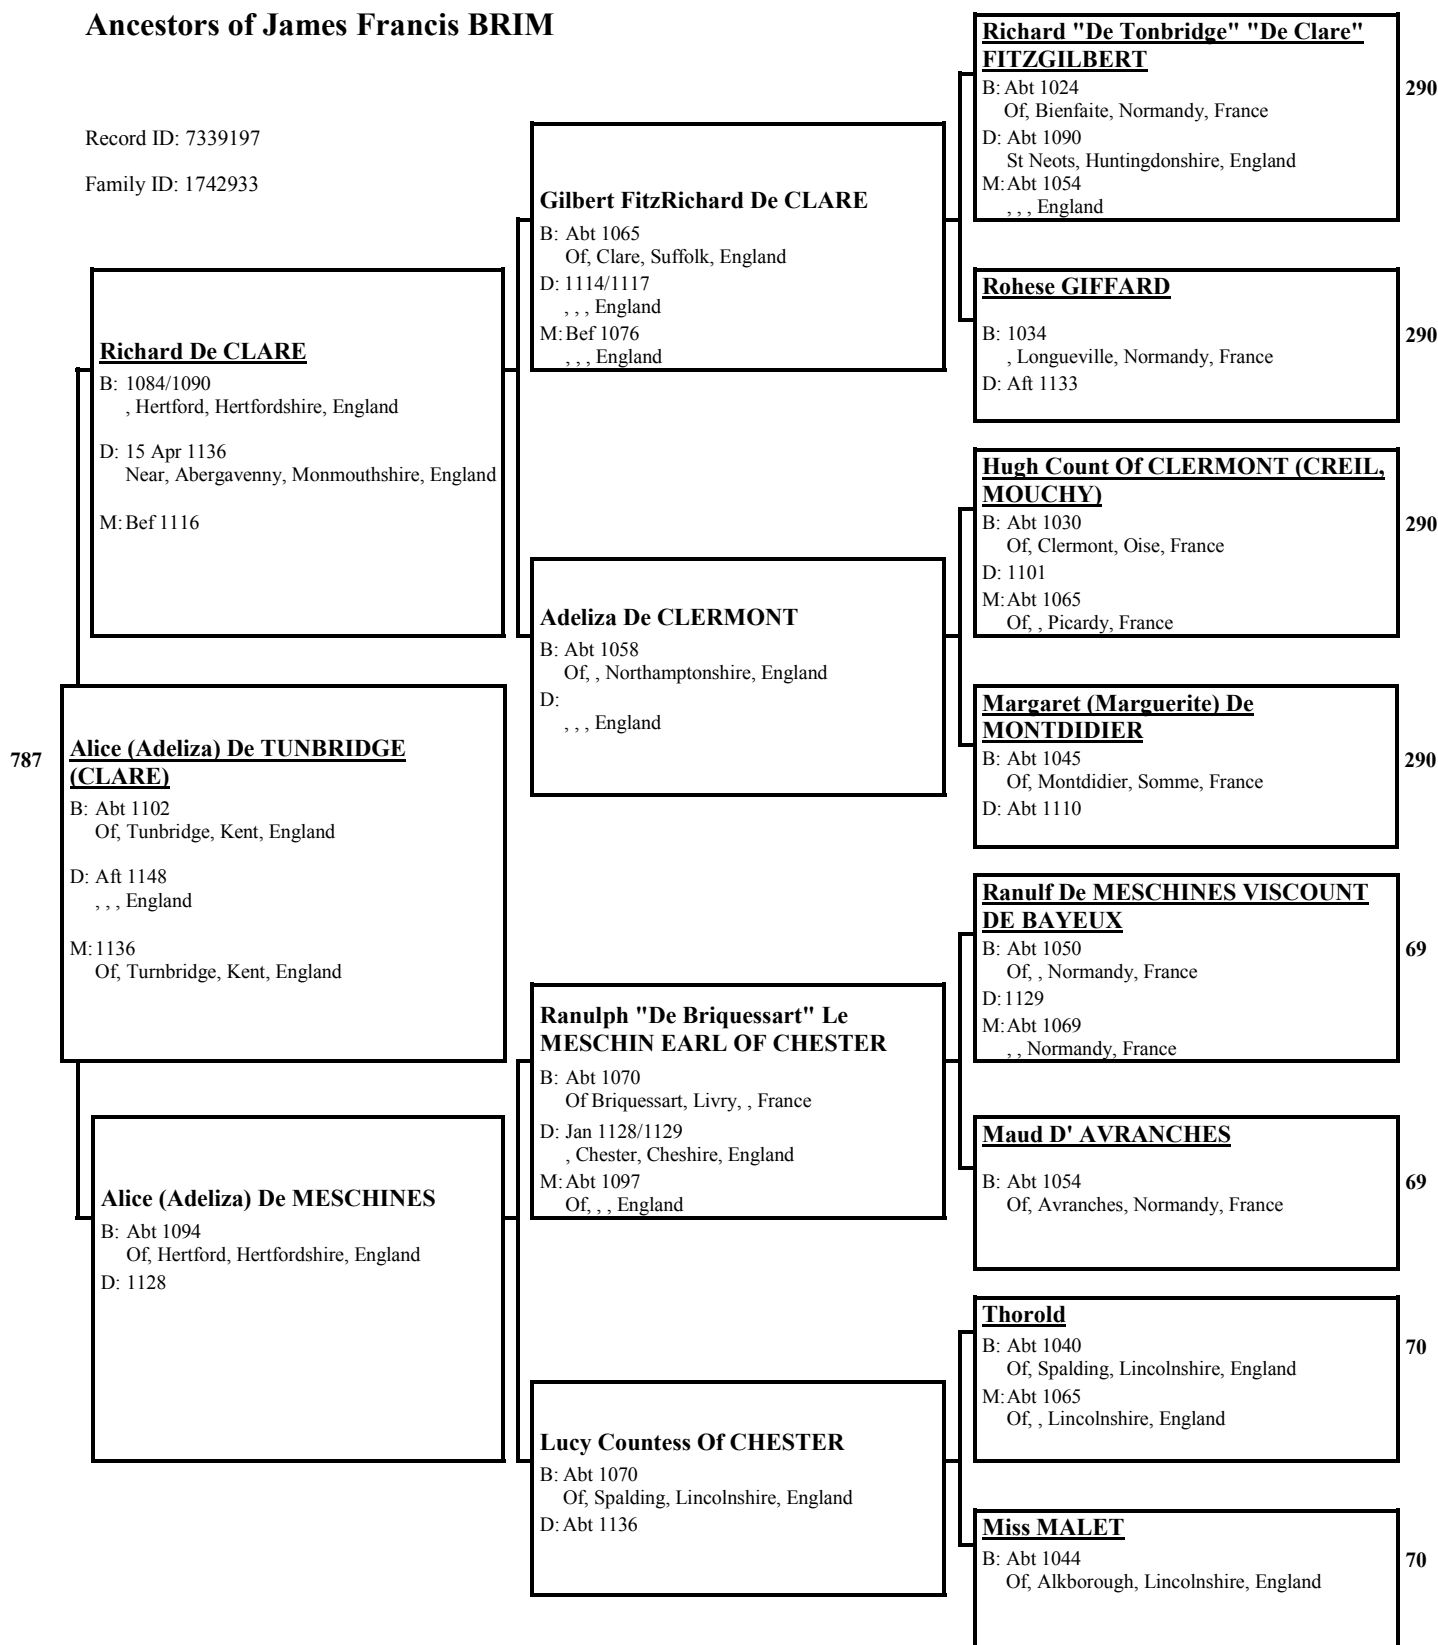 Ancestors of James Francis BRIM
Record ID: 7339197
Family ID: 1742933
787
Alice (Adeliza) De TUNBRIDGE
(CLARE)
B: Abt 1102
Of, Tunbridge, Kent, England
D: Aft 1148
, , , England
M: 1136
Of, Turnbridge, Kent, England
Richard De CLARE
B: 1084/1090
, Hertford, Hertfordshire, England
D: 15 Apr 1136
Near, Abergavenny, Monmouthshire, England
M: Bef 1116
Alice (Adeliza) De MESCHINES
B: Abt 1094
Of, Hertford, Hertfordshire, England
D: 1128
Gilbert FitzRichard De CLARE
B: Abt 1065
Of, Clare, Suffolk, England
D: 1114/1117
, , , England
M: Bef 1076
, , , England
Adeliza De CLERMONT
B: Abt 1058
Of, , Northamptonshire, England
D:
, , , England
Ranulph "De Briquessart" Le
MESCHIN EARL OF CHESTER
B: Abt 1070
Of Briquessart, Livry, , France
D: Jan 1128/1129
, Chester, Cheshire, England
M: Abt 1097
Of, , , England
Lucy Countess Of CHESTER
B: Abt 1070
Of, Spalding, Lincolnshire, England
D: Abt 1136
Richard "De Tonbridge" "De Clare"
FITZGILBERT
B: Abt 1024
Of, Bienfaite, Normandy, France
D: Abt 1090
St Neots, Huntingdonshire, England
M: Abt 1054
, , , England
290
Rohese GIFFARD
B: 1034
, Longueville, Normandy, France
D: Aft 1133
290
Hugh Count Of CLERMONT (CREIL,
MOUCHY)
B: Abt 1030
Of, Clermont, Oise, France
D: 1101
M: Abt 1065
Of, , Picardy, France
290
Margaret (Marguerite) De
MONTDIDIER
B: Abt 1045
Of, Montdidier, Somme, France
D: Abt 1110
290
Ranulf De MESCHINES VISCOUNT
DE BAYEUX
B: Abt 1050
Of, , Normandy, France
D: 1129
M: Abt 1069
, , Normandy, France
69
Maud D' AVRANCHES
B: Abt 1054
Of, Avranches, Normandy, France
69
Thorold
B: Abt 1040
Of, Spalding, Lincolnshire, England
M: Abt 1065
Of, , Lincolnshire, England
70
Miss MALET
B: Abt 1044
Of, Alkborough, Lincolnshire, England
70